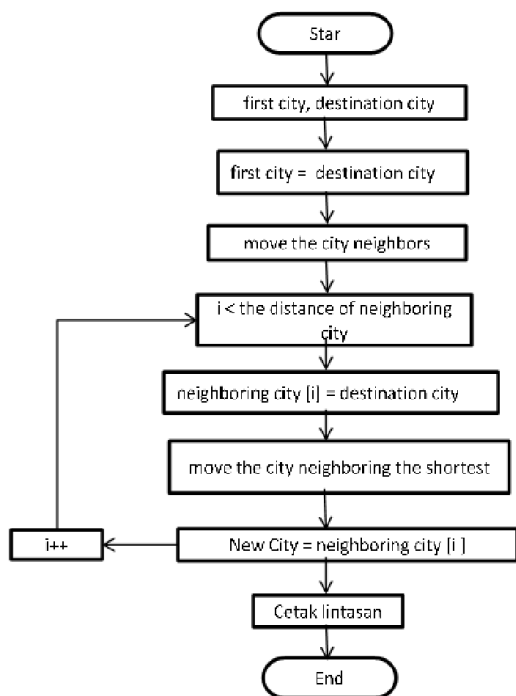 Star
first city, destination city
first city = destination city
move the city neighbors
i < the distance of neighboring
city
neighboring city [i] = destination city
move the city neighboring the shortest
i++
New City = neighboring city [i ]
Cetak lintasan
End